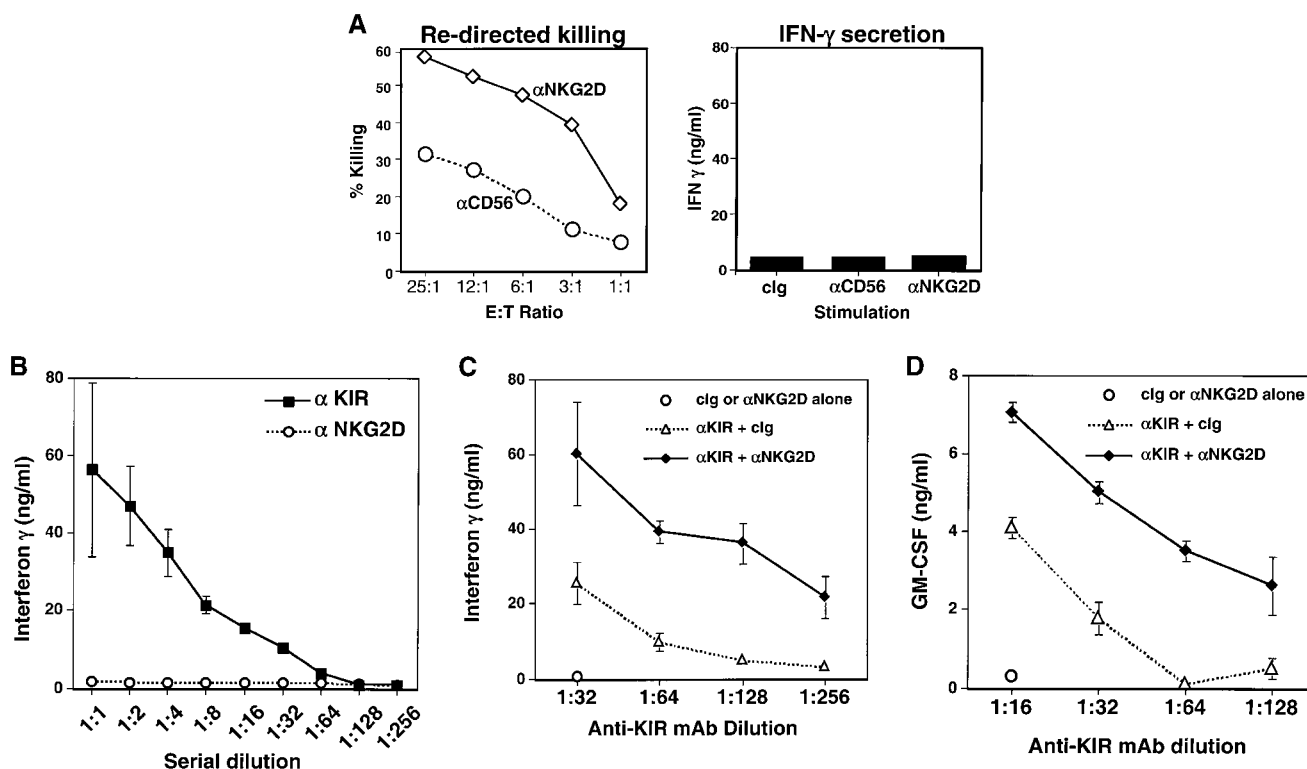 A
Re-directed killing
60
50
40
30
20
10
0
% Killing
αNKG2D
αCD56
25:1 12:1 6:1 3:1 1:1
E:T Ratio
IFN-γ secretion
80
60
40
20
0
IFN γ (ng/ml)
cIg αCD56 αNKG2D
Stimulation
B
80
60
40
20
0
Interferon γ (ng/ml)
α KIR
α NKG2D
1:1 1:2 1:4 1:8 1:16 1:32 1:64 1:128 1:256
Serial dilution
C
80
60
40
20
0
Interferon γ (ng/ml)
cIg or αNKG2D alone
αKIR + cIg
αKIR + αNKG2D
1:32 1:64 1:128 1:256
Anti-KIR mAb Dilution
D
8
6
4
2
0
GM-CSF (ng/ml)
cIg or αNKG2D alone
αKIR + cIg
αKIR + αNKG2D
1:16 1:32 1:64 1:128
Anti-KIR mAb dilution